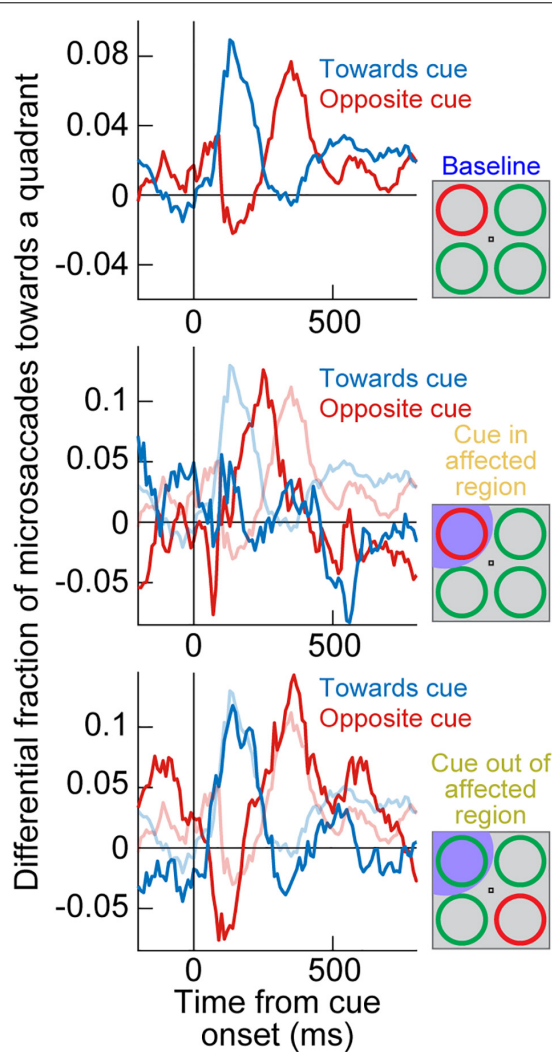 Differential fraction of microsaccades towards a quadrant
0.08
0.04
0
-0.04
Towards cue
Opposite cue
0
500
Baseline
0.1
0.05
0
-0.05
Towards cue
Opposite cue
0
500
Cue in
affected
region
0.1
0.05
0
-0.05
Towards cue
Opposite cue
0
500
Cue out of
affected
region
Time from cue
onset (ms)